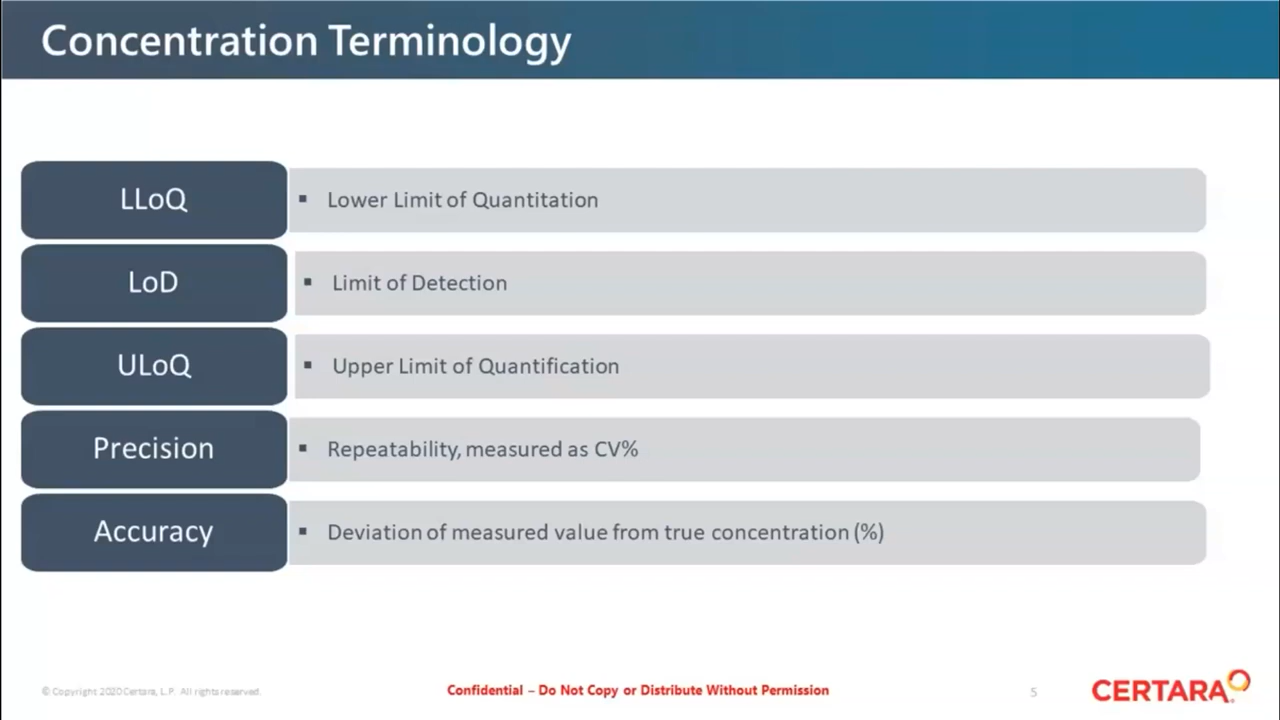 Concentration Terminology
LLoQ
▪ Lower Limit of Quantitation
LoD
▪ Limit of Detection
ULoQ
▪ Upper Limit of Quantification
Precision
▪ Repeatability, measured as CV%
Accuracy
▪ Deviation of measured value from true concentration (%)
© Copyright 2020 Certara, L.P. All rights reserved.
Confidential – Do Not Copy or Distribute Without Permission
5
CERTARA